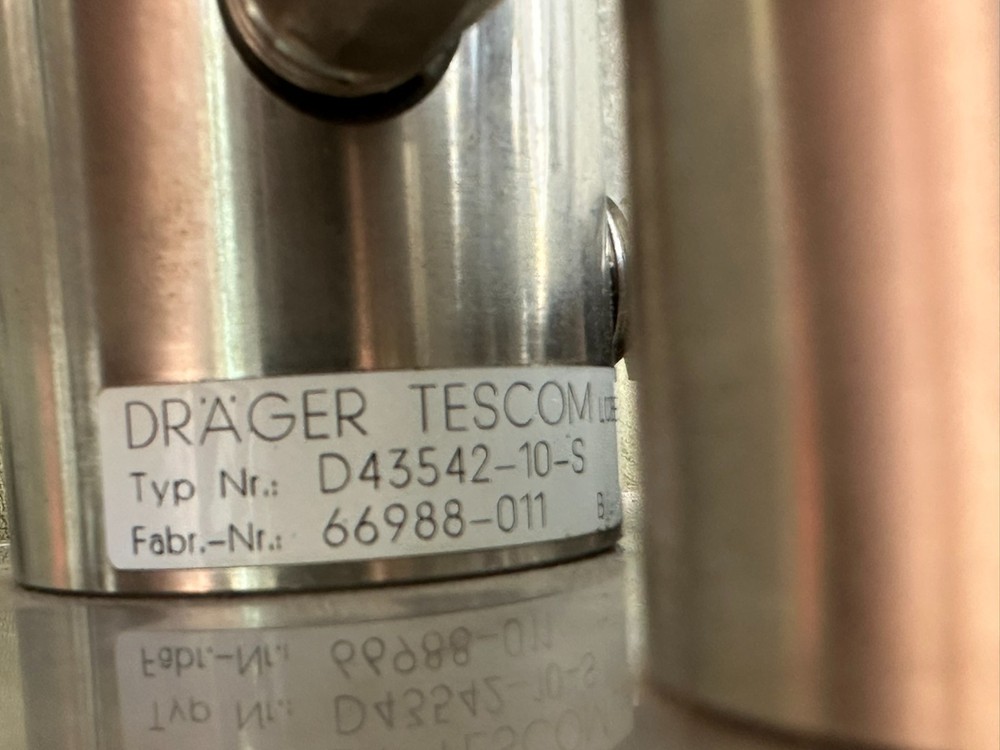 DRÄGER TESCOM
Typ Nr.: D43542-10-S
Fabr.-Nr.: 66988-011